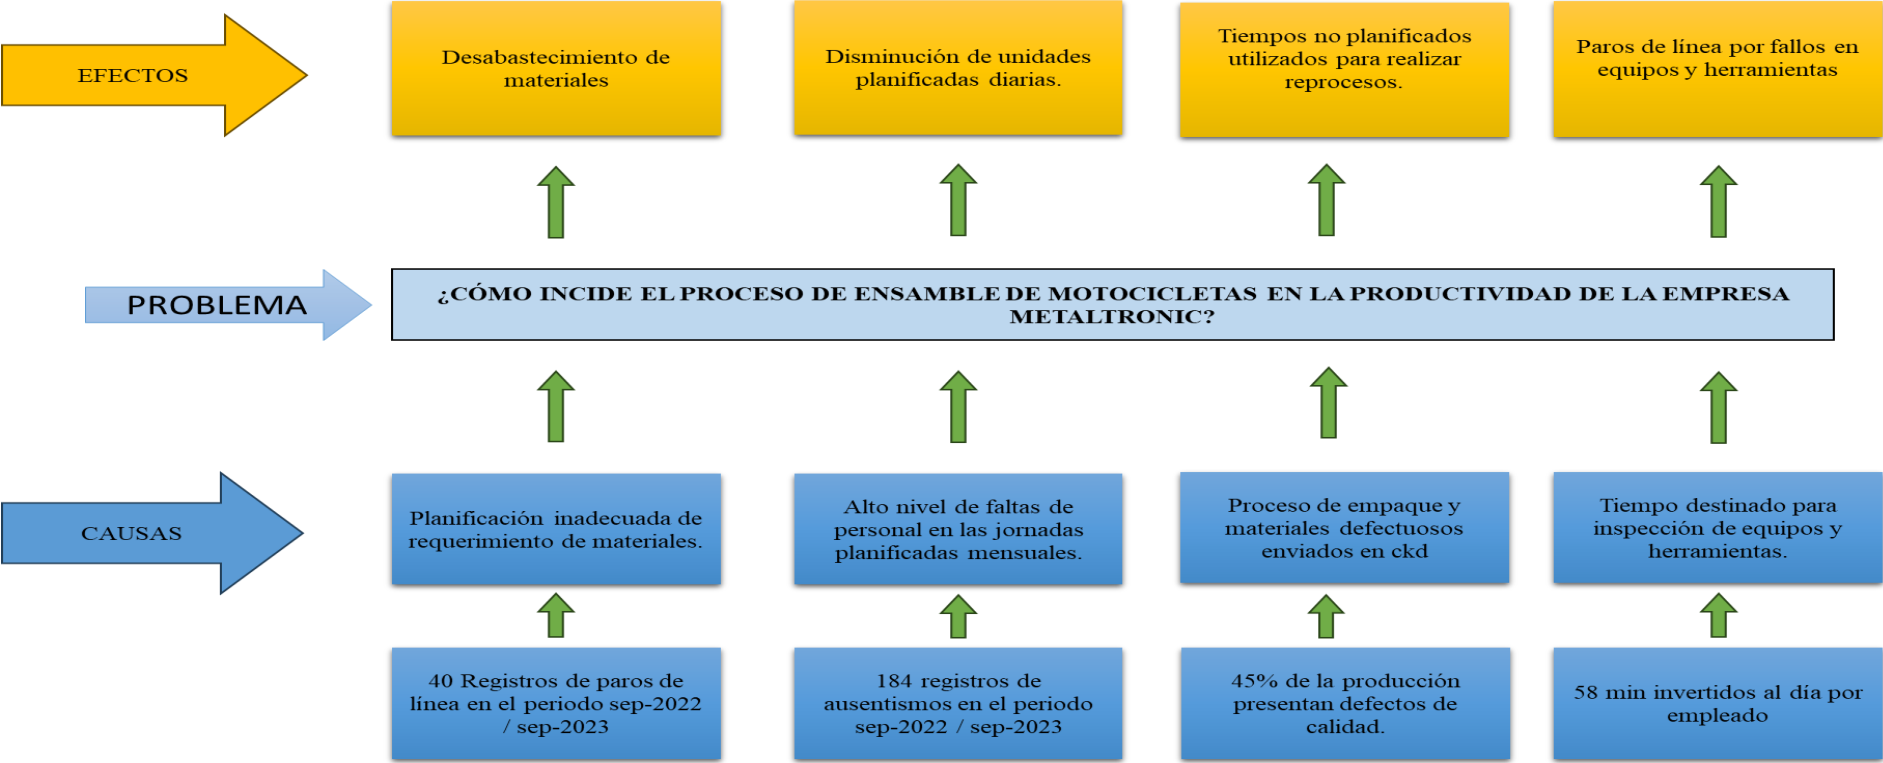 EFECTOS
Desabastecimiento de
materiales
Disminución de unidades
planificadas diarias.
Tiempos no planificados
utilizados para realizar
reprocesos.
Paros de línea por fallos en
equipos y herramientas
PROBLEMA
¿CÓMO INCIDE EL PROCESO DE ENSAMBLE DE MOTOCICLETAS EN LA PRODUCTIVIDAD DE LA EMPRESA
METALTRONIC?
CAUSAS
Planificación inadecuada de
requerimiento de materiales.
Alto nivel de faltas de
personal en las jornadas
planificadas mensuales.
Proceso de empaque y
materiales defectuosos
enviados en ckd
Tiempo destinado para
inspección de equipos y
herramientas.
40 Registros de paros de
línea en el periodo sep-2022
/ sep-2023
184 registros de
ausentismos en el periodo
sep-2022 / sep-2023
45% de la producción
presentan defectos de
calidad.
58 min invertidos al día por
empleado